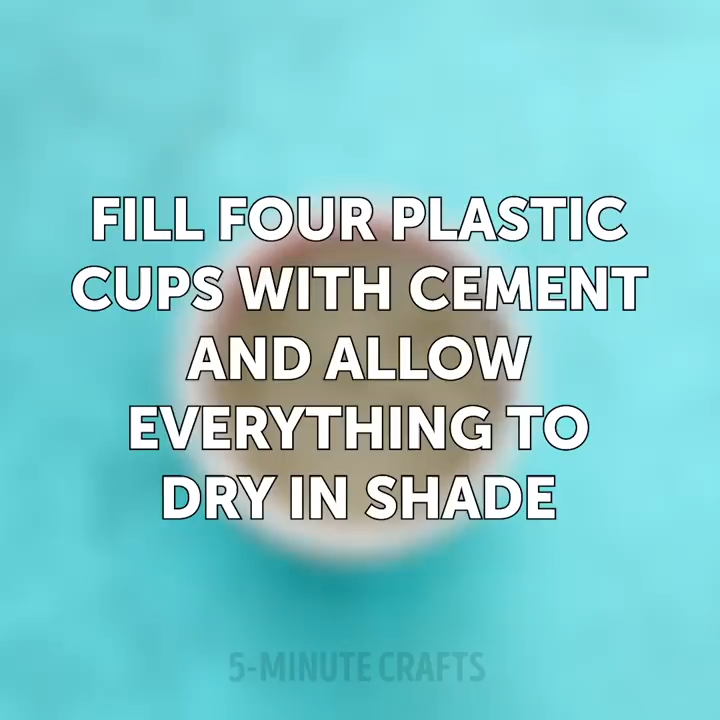 FILL FOUR PLASTIC
CUPS WITH CEMENT
AND ALLOW
EVERYTHING TO
DRY IN SHADE
5-MINUTE CRAFTS